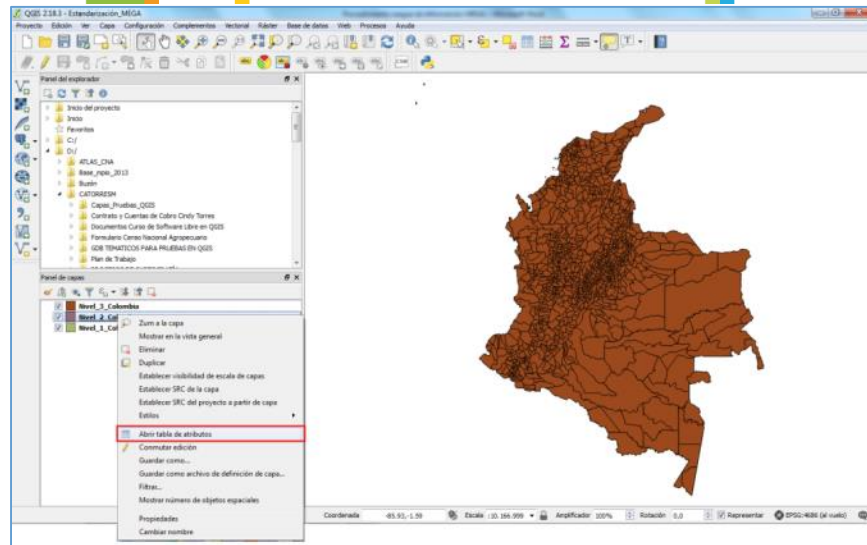 QGIS 2.18.3 - Estanderización_MEGA
Proyecto Edición Ver Capa Configuración Complementos Vectorial Ráster Base de datos Web Procesos Ayuda
Panel del explorador
Inicio del proyecto
Inicio
Favoritos
C:/
D:/
ATLAS_CNA
Base_mpio_2013
Buzón
CATORRESM
Capas_Pruebas_QGIS
Contrato y Cuentas de Cobro Cindy Torres
Documentos Curso de Software Libre en QGIS
Formulario Censo Nacional Agropecuario
GDB TEMATICOS PARA PRUEBAS EN QGIS
Plan de Trabajo
Panel de capas
Nivel_3_Colombia
Nivel_2_Col
Nivel_1_Col
Zum a la capa
Mostrar en la vista general
Eliminar
Duplicar
Establecer visibilidad de escala de capas
Establecer SRC de la capa
Establecer SRC del proyecto a partir de capa
Estilos
Abrir tabla de atributos
Conmutar edición
Guardar como...
Guardar como archivo de definición de capa...
Filtrar...
Mostrar número de objetos espaciales
Propiedades
Cambiar nombre
Coordenada -85.93,-1.59 Escala :10.166.999 Amplificador 100% Rotación 0,0 Representar EPSG:4686 (al vuelo)